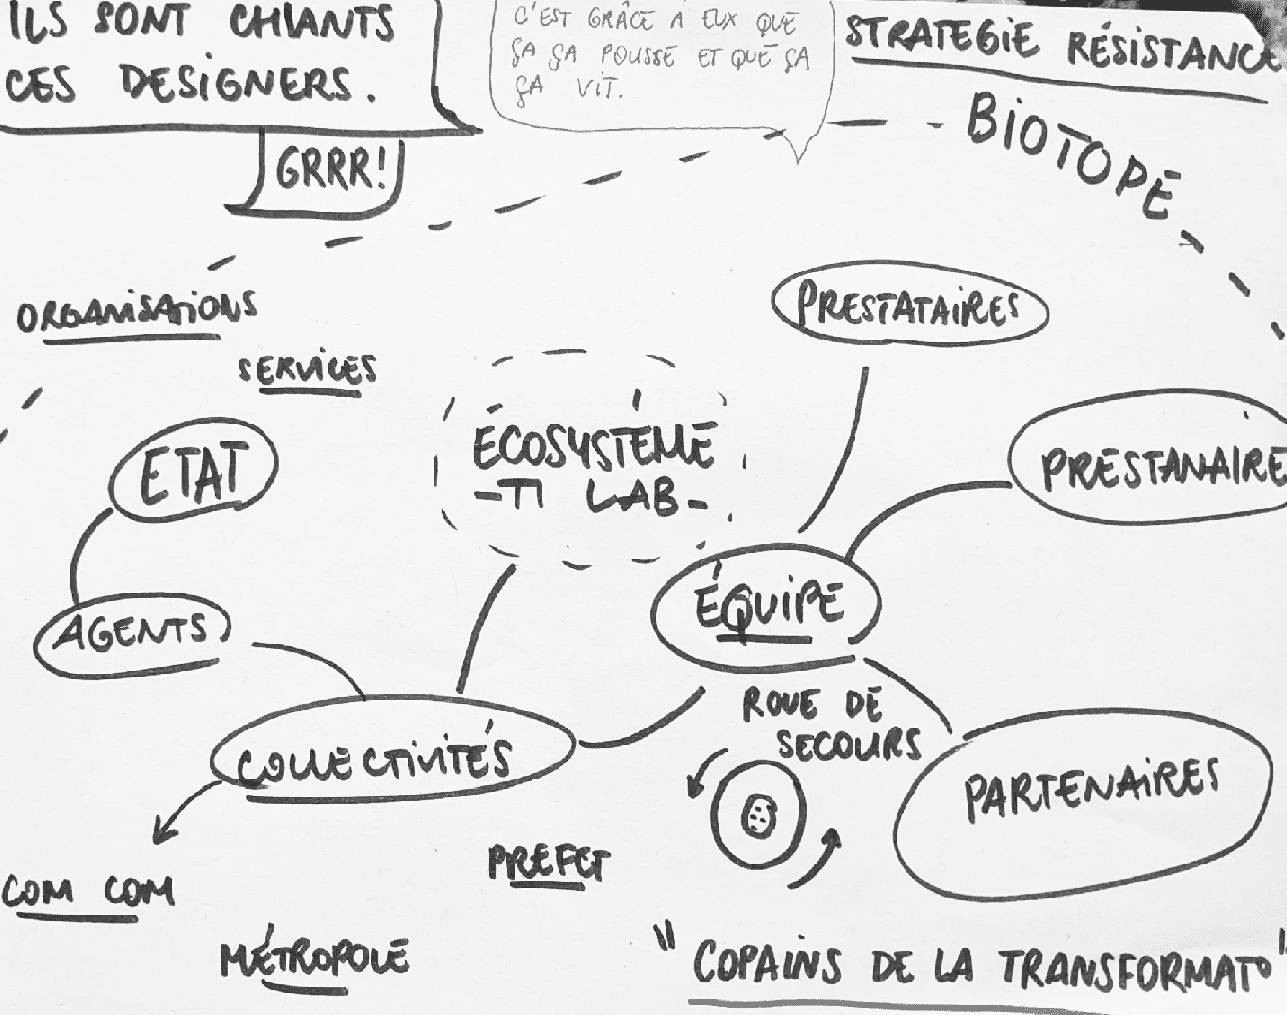 ILS SONT CHIANTS
CES DESIGNERS.
GRRR!
C'EST GRÂCE À EUX QUE
ÇA ÇA POUSSE ET QUE ÇA
ÇA VIT.
STRATEGIE RÉSISTANCE
BIOTOPE
ORGANISATIONS
SERVICES
PRESTATAIRES
ETAT
ÉCOSYSTÉME
-TI LAB-
PRESTANAIRE
AGENTS
ÉQUIPE
COLLECTIVITÉS
ROUE DE
SECOURS
PARTENAIRES
COM COM
PREFET
MÉTROPOLE
"COPAINS DE LA TRANSFORMATO"